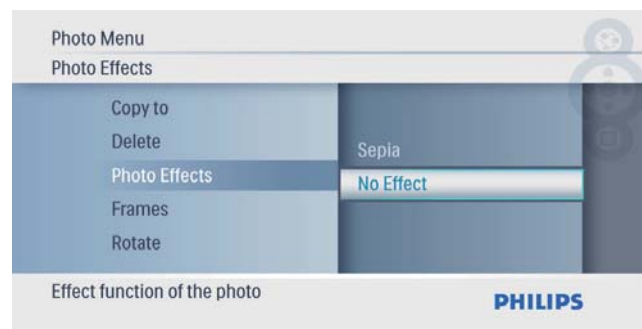 Photo Menu
Photo Effects
Copy to
Delete
Photo Effects
Frames
Rotate
Sepia
No Effect
Effect function of the photo
PHILIPS